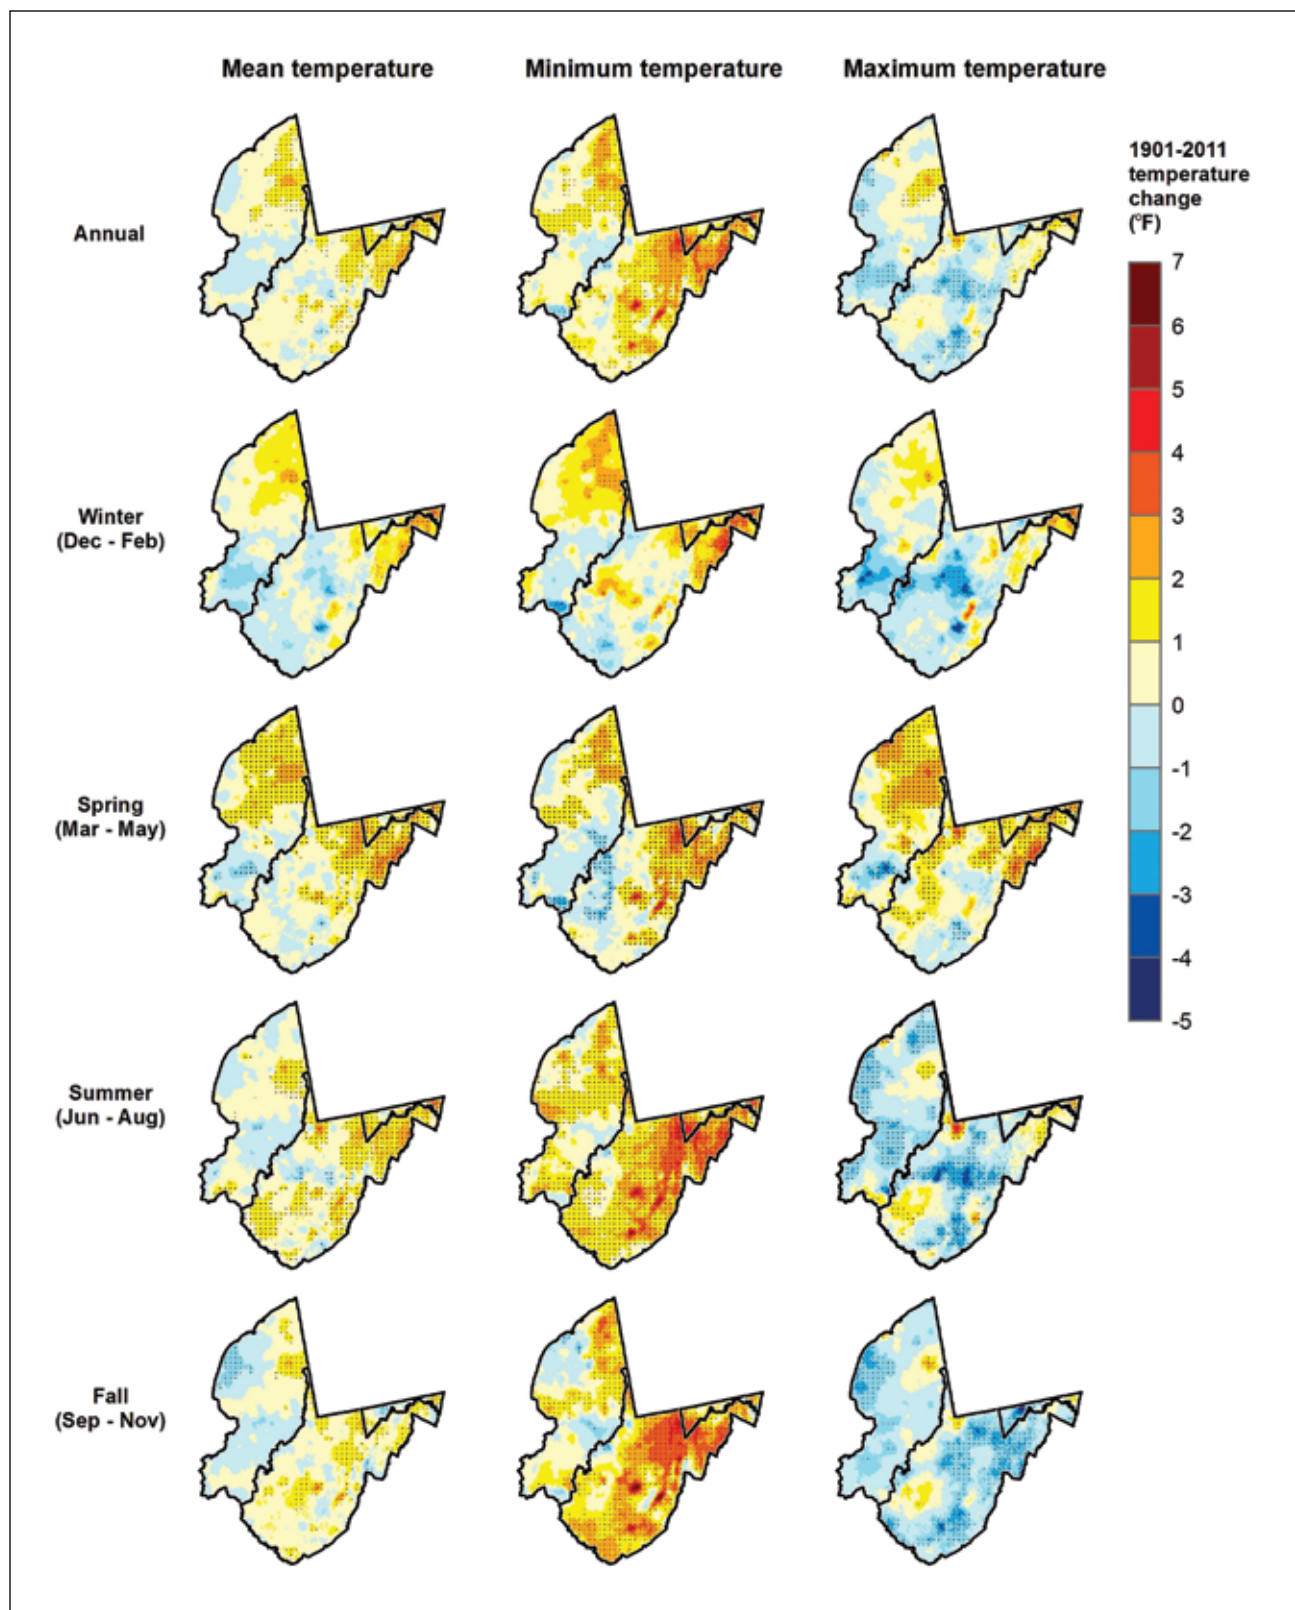 Mean temperature
Minimum temperature
Maximum temperature
1901-2011
temperature
change
(°F)
Annual
7
6
5
4
Winter
(Dec - Feb)
3
2
1
0
-1
Spring
(Mar - May)
-2
-3
-4
-5
Summer
(Jun - Aug)
Fall
(Sep - Nov)